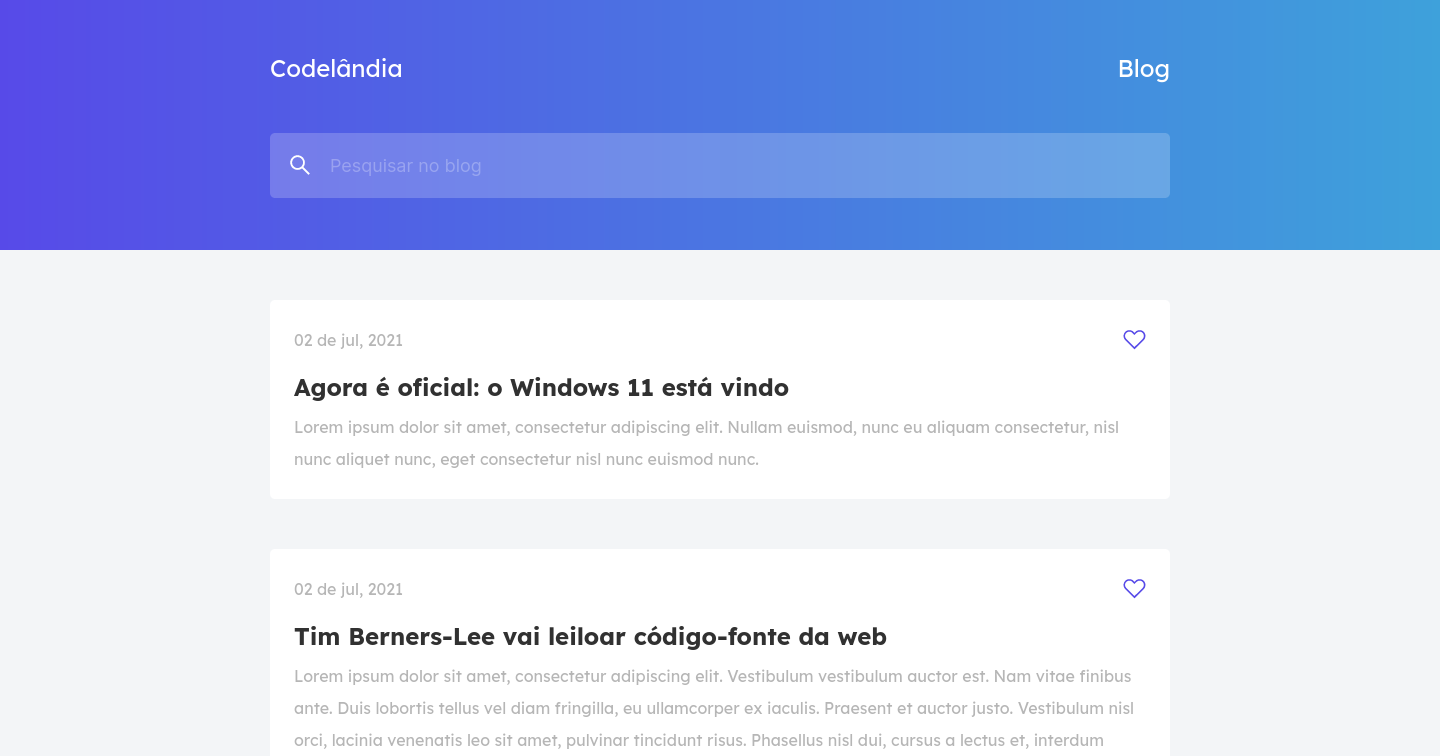 Codelândia
Blog
Pesquisar no blog
02 de jul, 2021
Agora é oficial: o Windows 11 está vindo
Lorem ipsum dolor sit amet, consectetur adipiscing elit. Nullam euismod, nunc eu aliquam consectetur, nisl
nunc aliquet nunc, eget consectetur nisl nunc euismod nunc.
02 de jul, 2021
Tim Berners-Lee vai leiloar código-fonte da web
Lorem ipsum dolor sit amet, consectetur adipiscing elit. Vestibulum vestibulum auctor est. Nam vitae finibus
ante. Duis lobortis tellus vel diam fringilla, eu ullamcorper ex iaculis. Praesent et auctor justo. Vestibulum nisl
orci, lacinia venenatis leo sit amet, pulvinar tincidunt risus. Phasellus nisl dui, cursus a lectus et, interdum